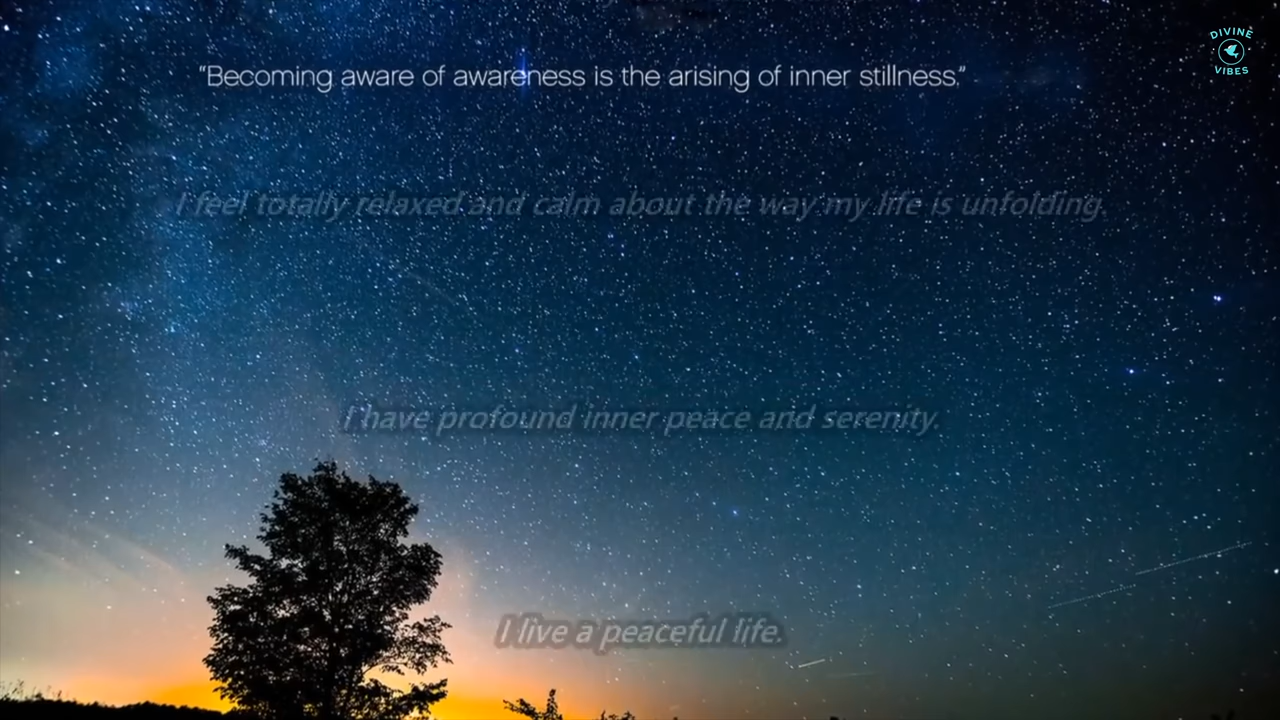 DIVINE
VIBES
“Becoming aware of awareness is the arising of inner stillness.”
I feel totally relaxed and calm about the way my life is unfolding.
I have profound inner peace and serenity.
I live a peaceful life.